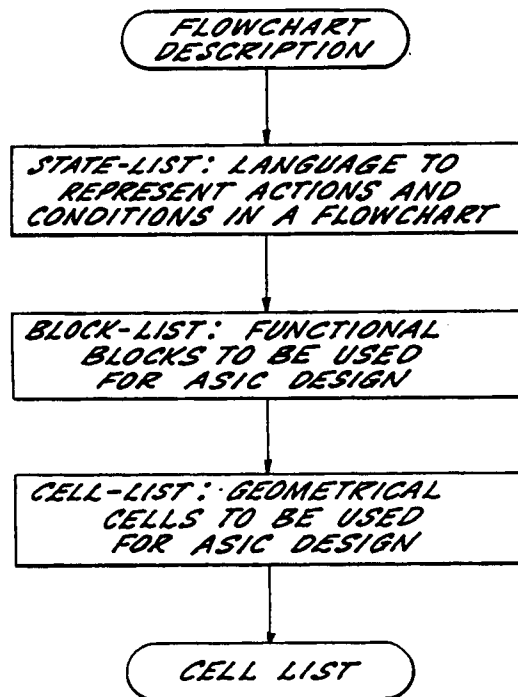 FLOWCHART
DESCRIPTION
STATE-LIST: LANGUAGE TO
REPRESENT ACTIONS AND
CONDITIONS IN A FLOWCHART
BLOCK-LIST: FUNCTIONAL
BLOCKS TO BE USED
FOR ASIC DESIGN
CELL-LIST: GEOMETRICAL
CELLS TO BE USED
FOR ASIC DESIGN
CELL LIST